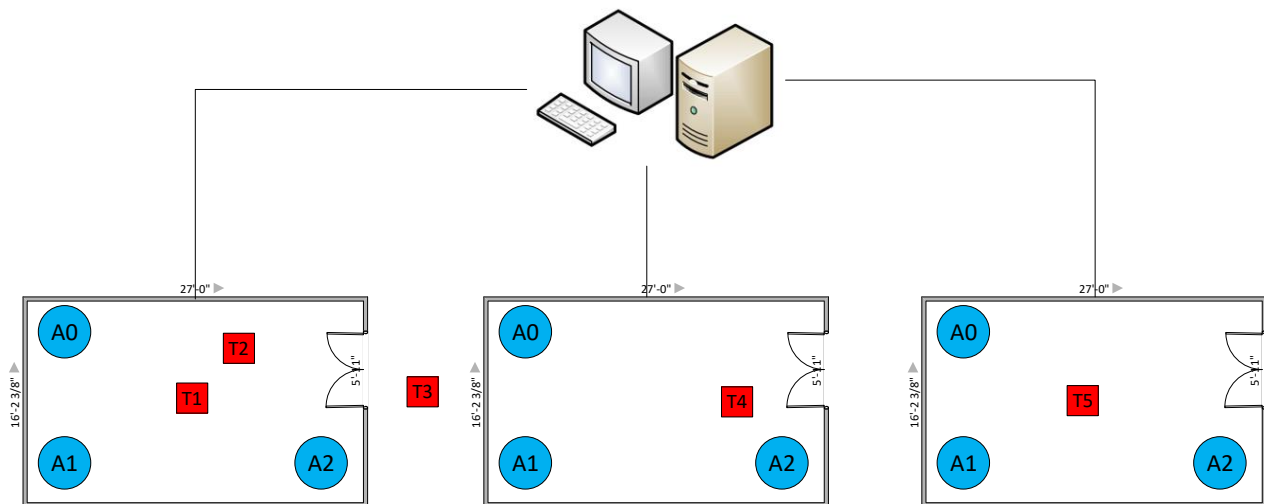 27'-0"
27'-0"
27'-0"
A0
T2
T1
A1
A2
16'-2 3/8"
5'-11"
T3
A0
T4
A1
A2
16'-2 3/8"
5'-11"
A0
T5
A1
A2
16'-2 3/8"
5'-11"